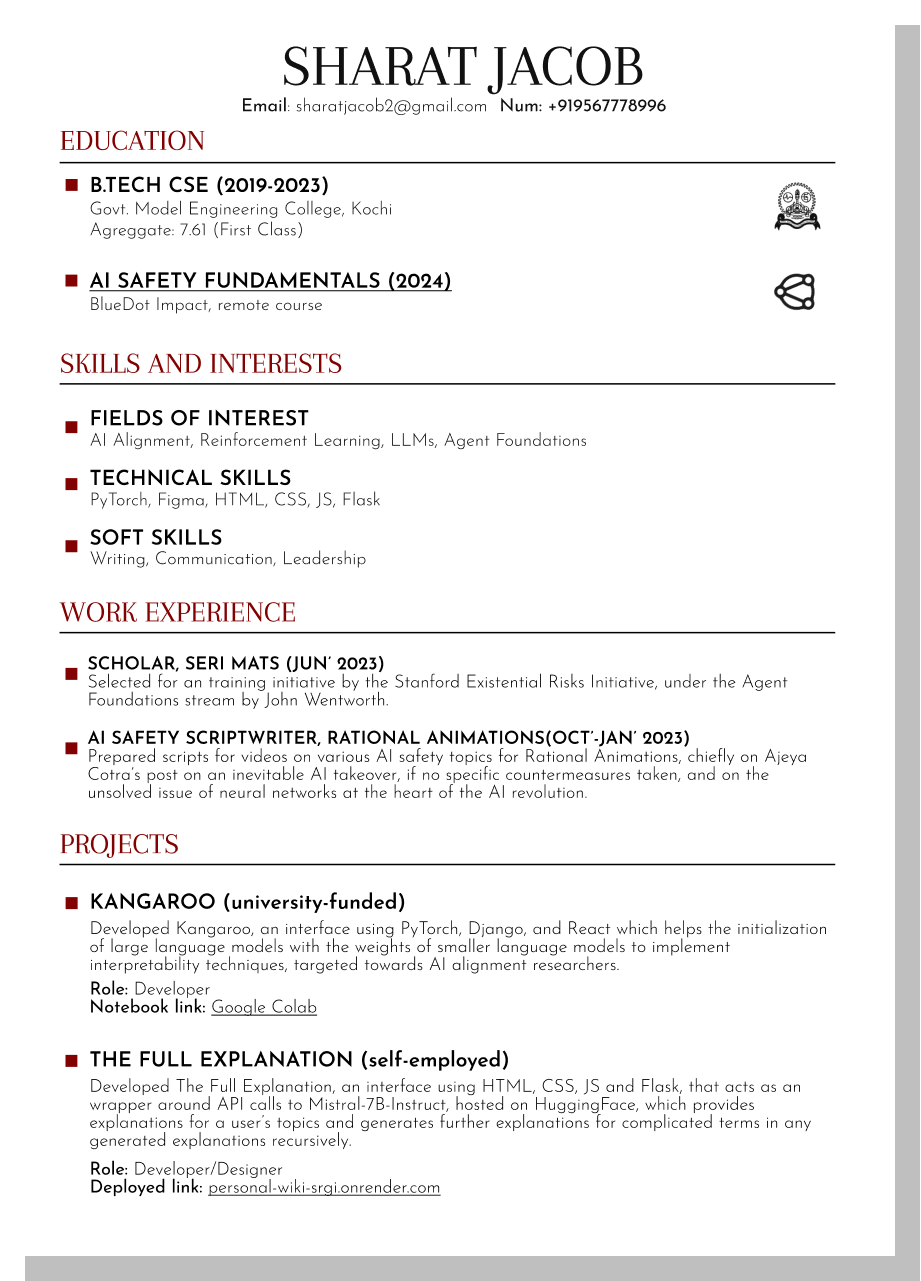 SHARAT JACOB
Email: sharatjacob2@gmail.com Num: +919567778996
EDUCATION
B.TECH CSE (2019-2023)
Govt. Model Engineering College, Kochi
Agreggate: 7.61 (First Class)
AI SAFETY FUNDAMENTALS (2024)
BlueDot Impact, remote course
SKILLS AND INTERESTS
FIELDS OF INTEREST
AI Alignment, Reinforcement Learning, LLMs, Agent Foundations
TECHNICAL SKILLS
PyTorch, Figma, HTML, CSS, JS, Flask
SOFT SKILLS
Writing, Communication, Leadership
WORK EXPERIENCE
SCHOLAR, SERI MATS (JUN’ 2023)
Selected for an training initiative by the Stanford Existential Risks Initiative, under the Agent
Foundations stream by John Wentworth.
AI SAFETY SCRIPTWRITER, RATIONAL ANIMATIONS(OCT’-JAN’ 2023)
Prepared scripts for videos on various AI safety topics for Rational Animations, chiefly on Ajeya
Cotra’s post on an inevitable AI takeover, if no specific countermeasures taken, and on the
unsolved issue of neural networks at the heart of the AI revolution.
PROJECTS
KANGAROO (university-funded)
Developed Kangaroo, an interface using PyTorch, Django, and React which helps the initialization
of large language models with the weights of smaller language models to implement
interpretability techniques, targeted towards AI alignment researchers.
Role: Developer
Notebook link: Google Colab
THE FULL EXPLANATION (self-employed)
Developed The Full Explanation, an interface using HTML, CSS, JS and Flask, that acts as an
wrapper around API calls to Mistral-7B-Instruct, hosted on HuggingFace, which provides
explanations for a user’s topics and generates further explanations for complicated terms in any
generated explanations recursively.
Role: Developer/Designer
Deployed link: personal-wiki-srgi.onrender.com